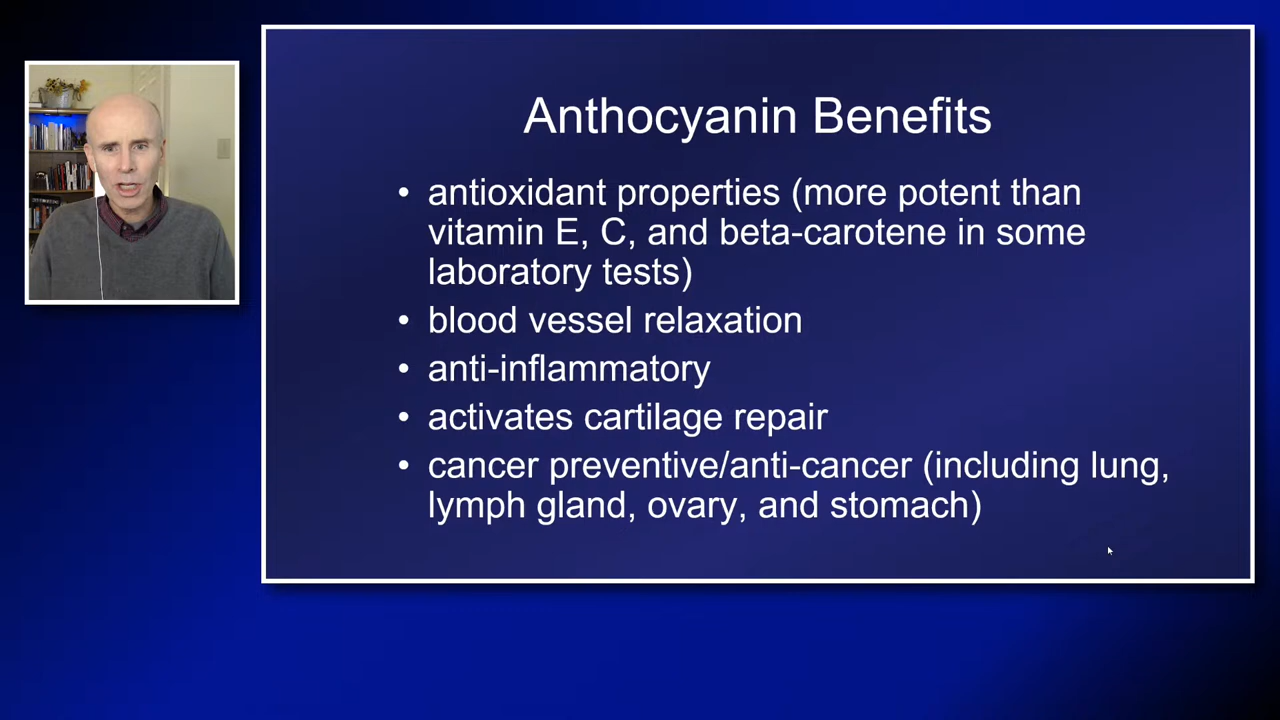 Anthocyanin Benefits
• antioxidant properties (more potent than
vitamin E, C, and beta-carotene in some
laboratory tests)
• blood vessel relaxation
• anti-inflammatory
• activates cartilage repair
• cancer preventive/anti-cancer (including lung,
lymph gland, ovary, and stomach)